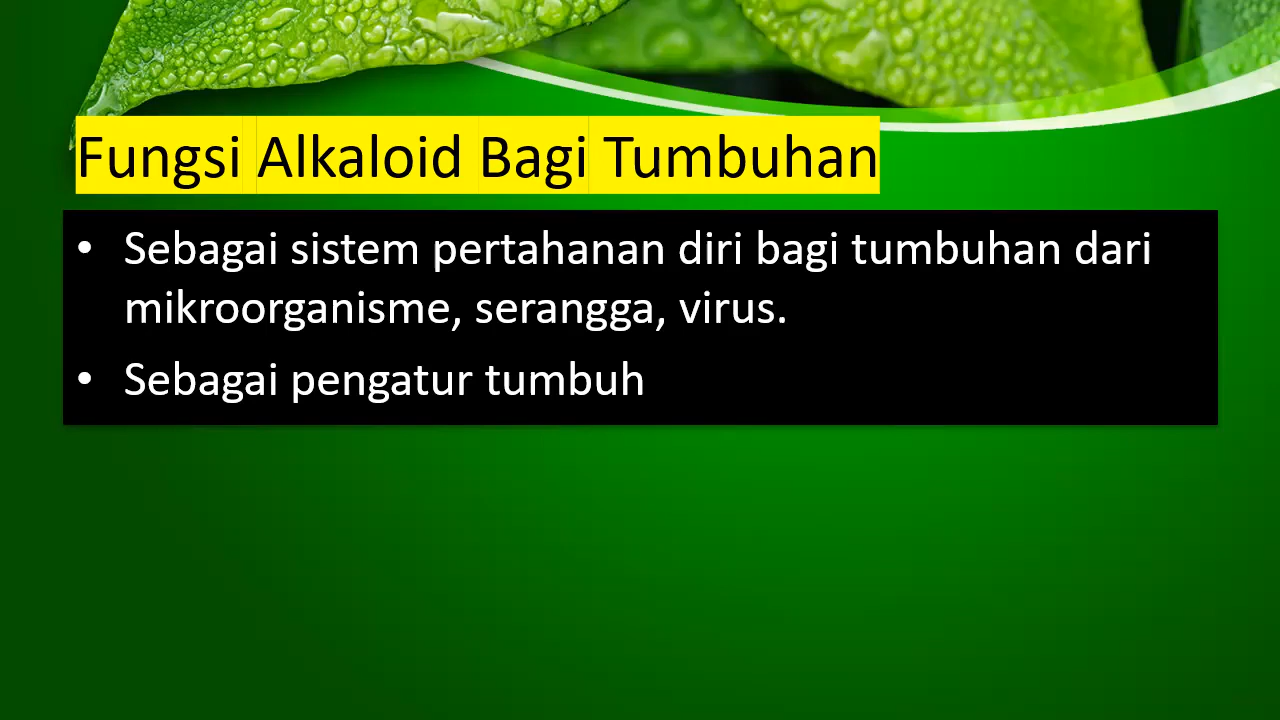 Fungsi Alkaloid Bagi Tumbuhan
• Sebagai sistem pertahanan diri bagi tumbuhan dari
mikroorganisme, serangga, virus.
• Sebagai pengatur tumbuh